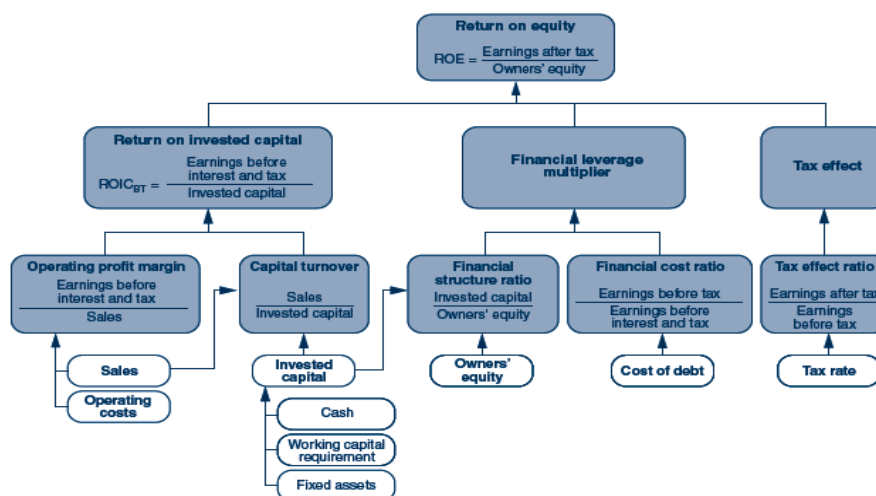 Return on equity
ROE = Earnings after tax
Owners' equity
Return on invested capital
Earnings before
interest and tax
ROIC_BT =
Invested capital
Financial leverage
multiplier
Tax effect
Operating profit margin
Earnings before
interest and tax
Sales
Capital turnover
Sales
Invested capital
Financial
structure ratio
Invested capital
Owners' equity
Financial cost ratio
Earnings before tax
Earnings before
interest and tax
Tax effect ratio
Earnings after tax
Earnings
before tax
Sales
Operating
costs
Invested
capital
Cash
Working capital
requirement
Fixed assets
Owners'
equity
Cost of debt
Tax rate